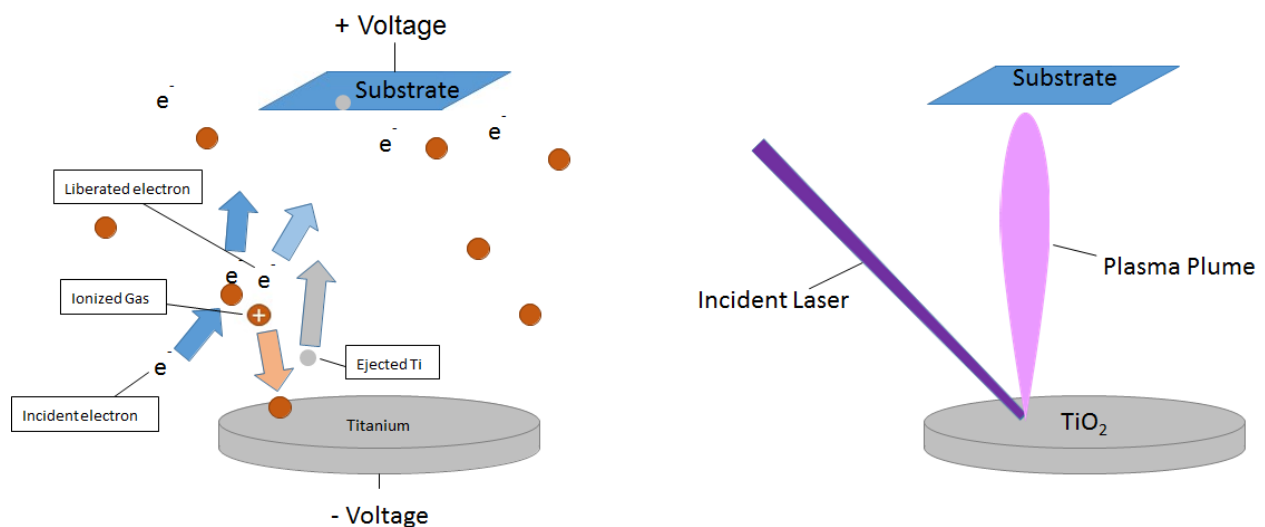 + Voltage
Substrate
e-
e-
e-
Liberated electron
e-
e-
Ionized Gas
+
e-
Ejected Ti
Incident electron
Titanium
- Voltage
Substrate
Incident Laser
Plasma Plume
TiO₂